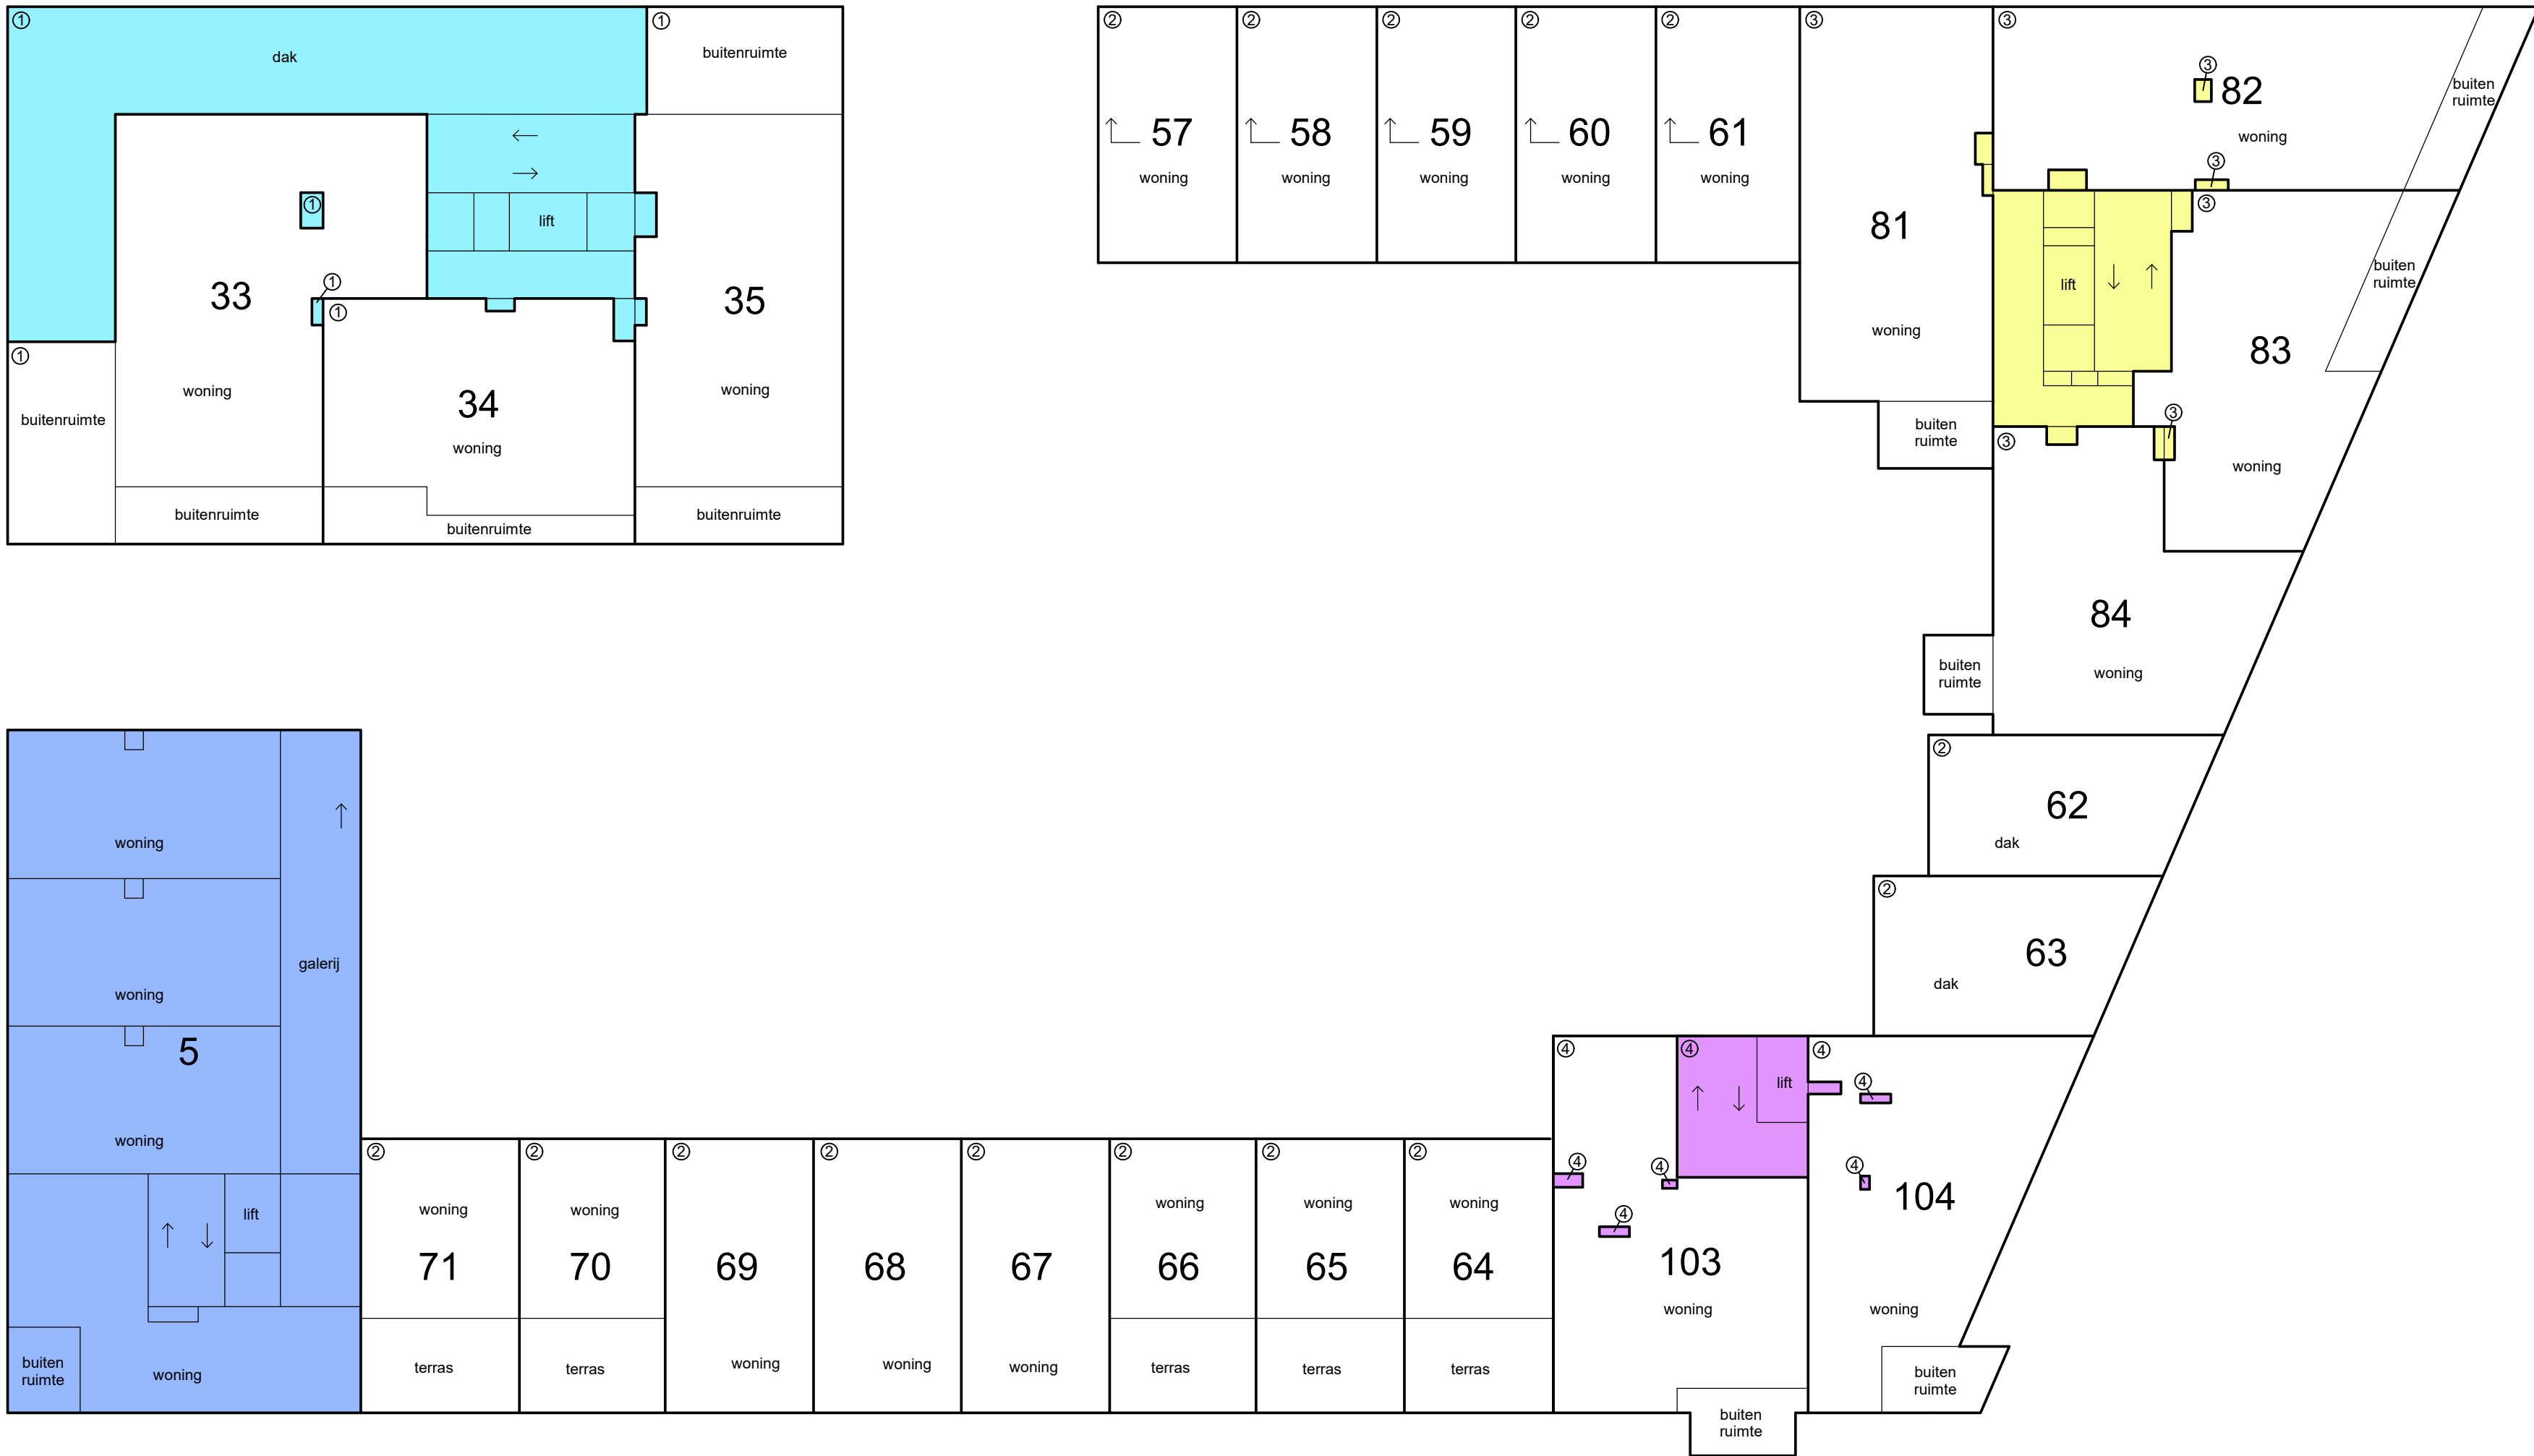 ①
dak
①
buitenruimte
①
lift
33
①
①
35
①
buitenruimte
woning
34
woning
woning
buitenruimte
buitenruimte
buitenruimte
②
②
②
②
②
③
③
57
woning
58
woning
59
woning
60
woning
61
woning
81
woning
buiten
ruimte
③
82
woning
buiten
ruimte
③
③
lift
buiten
ruimte
83
③
③
woning
84
buiten
ruimte
woning
②
62
dak
②
63
dak
woning
woning
galerij
5
woning
lift
buiten
ruimte
woning
②
woning
71
terras
②
woning
70
terras
②
69
woning
②
68
woning
②
67
woning
②
woning
66
terras
②
woning
65
terras
②
woning
64
terras
④
④
lift
④
④
④
④
④
④
103
woning
buiten
ruimte
104
woning
buiten
ruimte